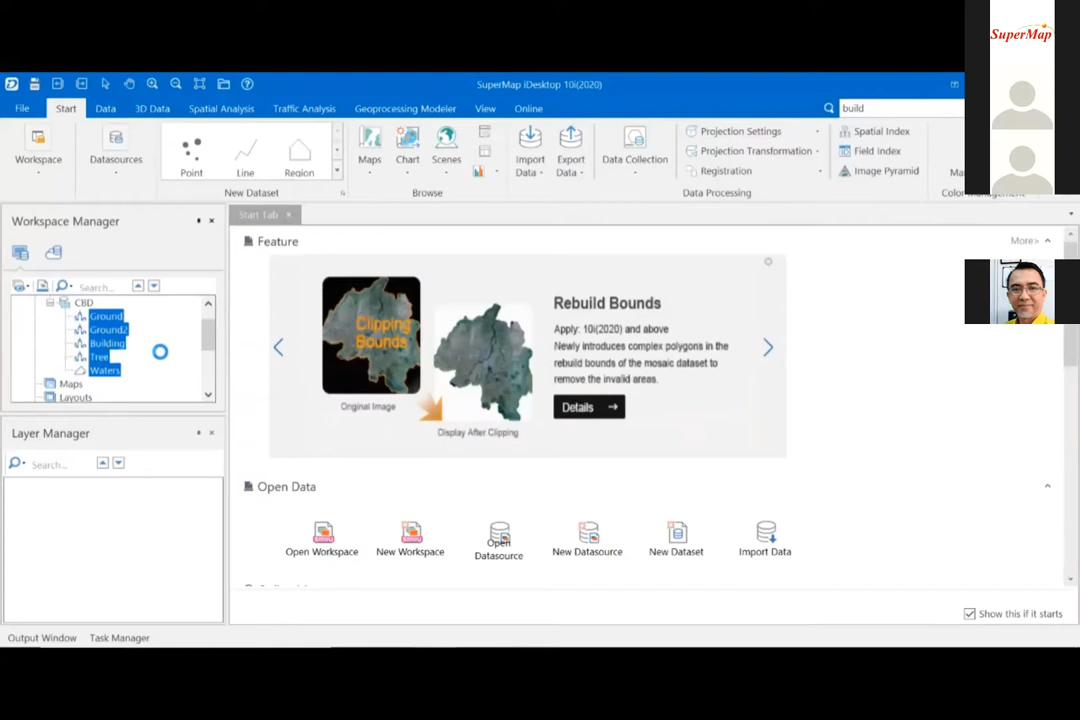 SuperMap
SuperMap iDesktop 10i(2020)
File Start Data 3D Data Spatial Analysis Traffic Analysis Geoprocessing Modeler View Online build
Workspace Datasources Point Line Region Maps Chart Scenes Import Data Export Data Data Collection
Projection Settings Spatial Index
Projection Transformation Field Index
Registration Image Pyramid
New Dataset Browse Data Processing
Workspace Manager
Start Tab
Feature
More»
Search...
CBD
Ground
Ground2
Building
Tree
Waters
Maps
Layouts
Clipping
Bounds
Original Image
Display After Clipping
Rebuild Bounds
Apply: 10i(2020) and above
Newly introduces complex polygons in the
rebuild bounds of the mosaic dataset to
remove the invalid areas.
Details
Layer Manager
Search...
Open Data
Open Workspace New Workspace Open Datasource New Datasource New Dataset Import Data
Show this if it starts
Output Window Task Manager